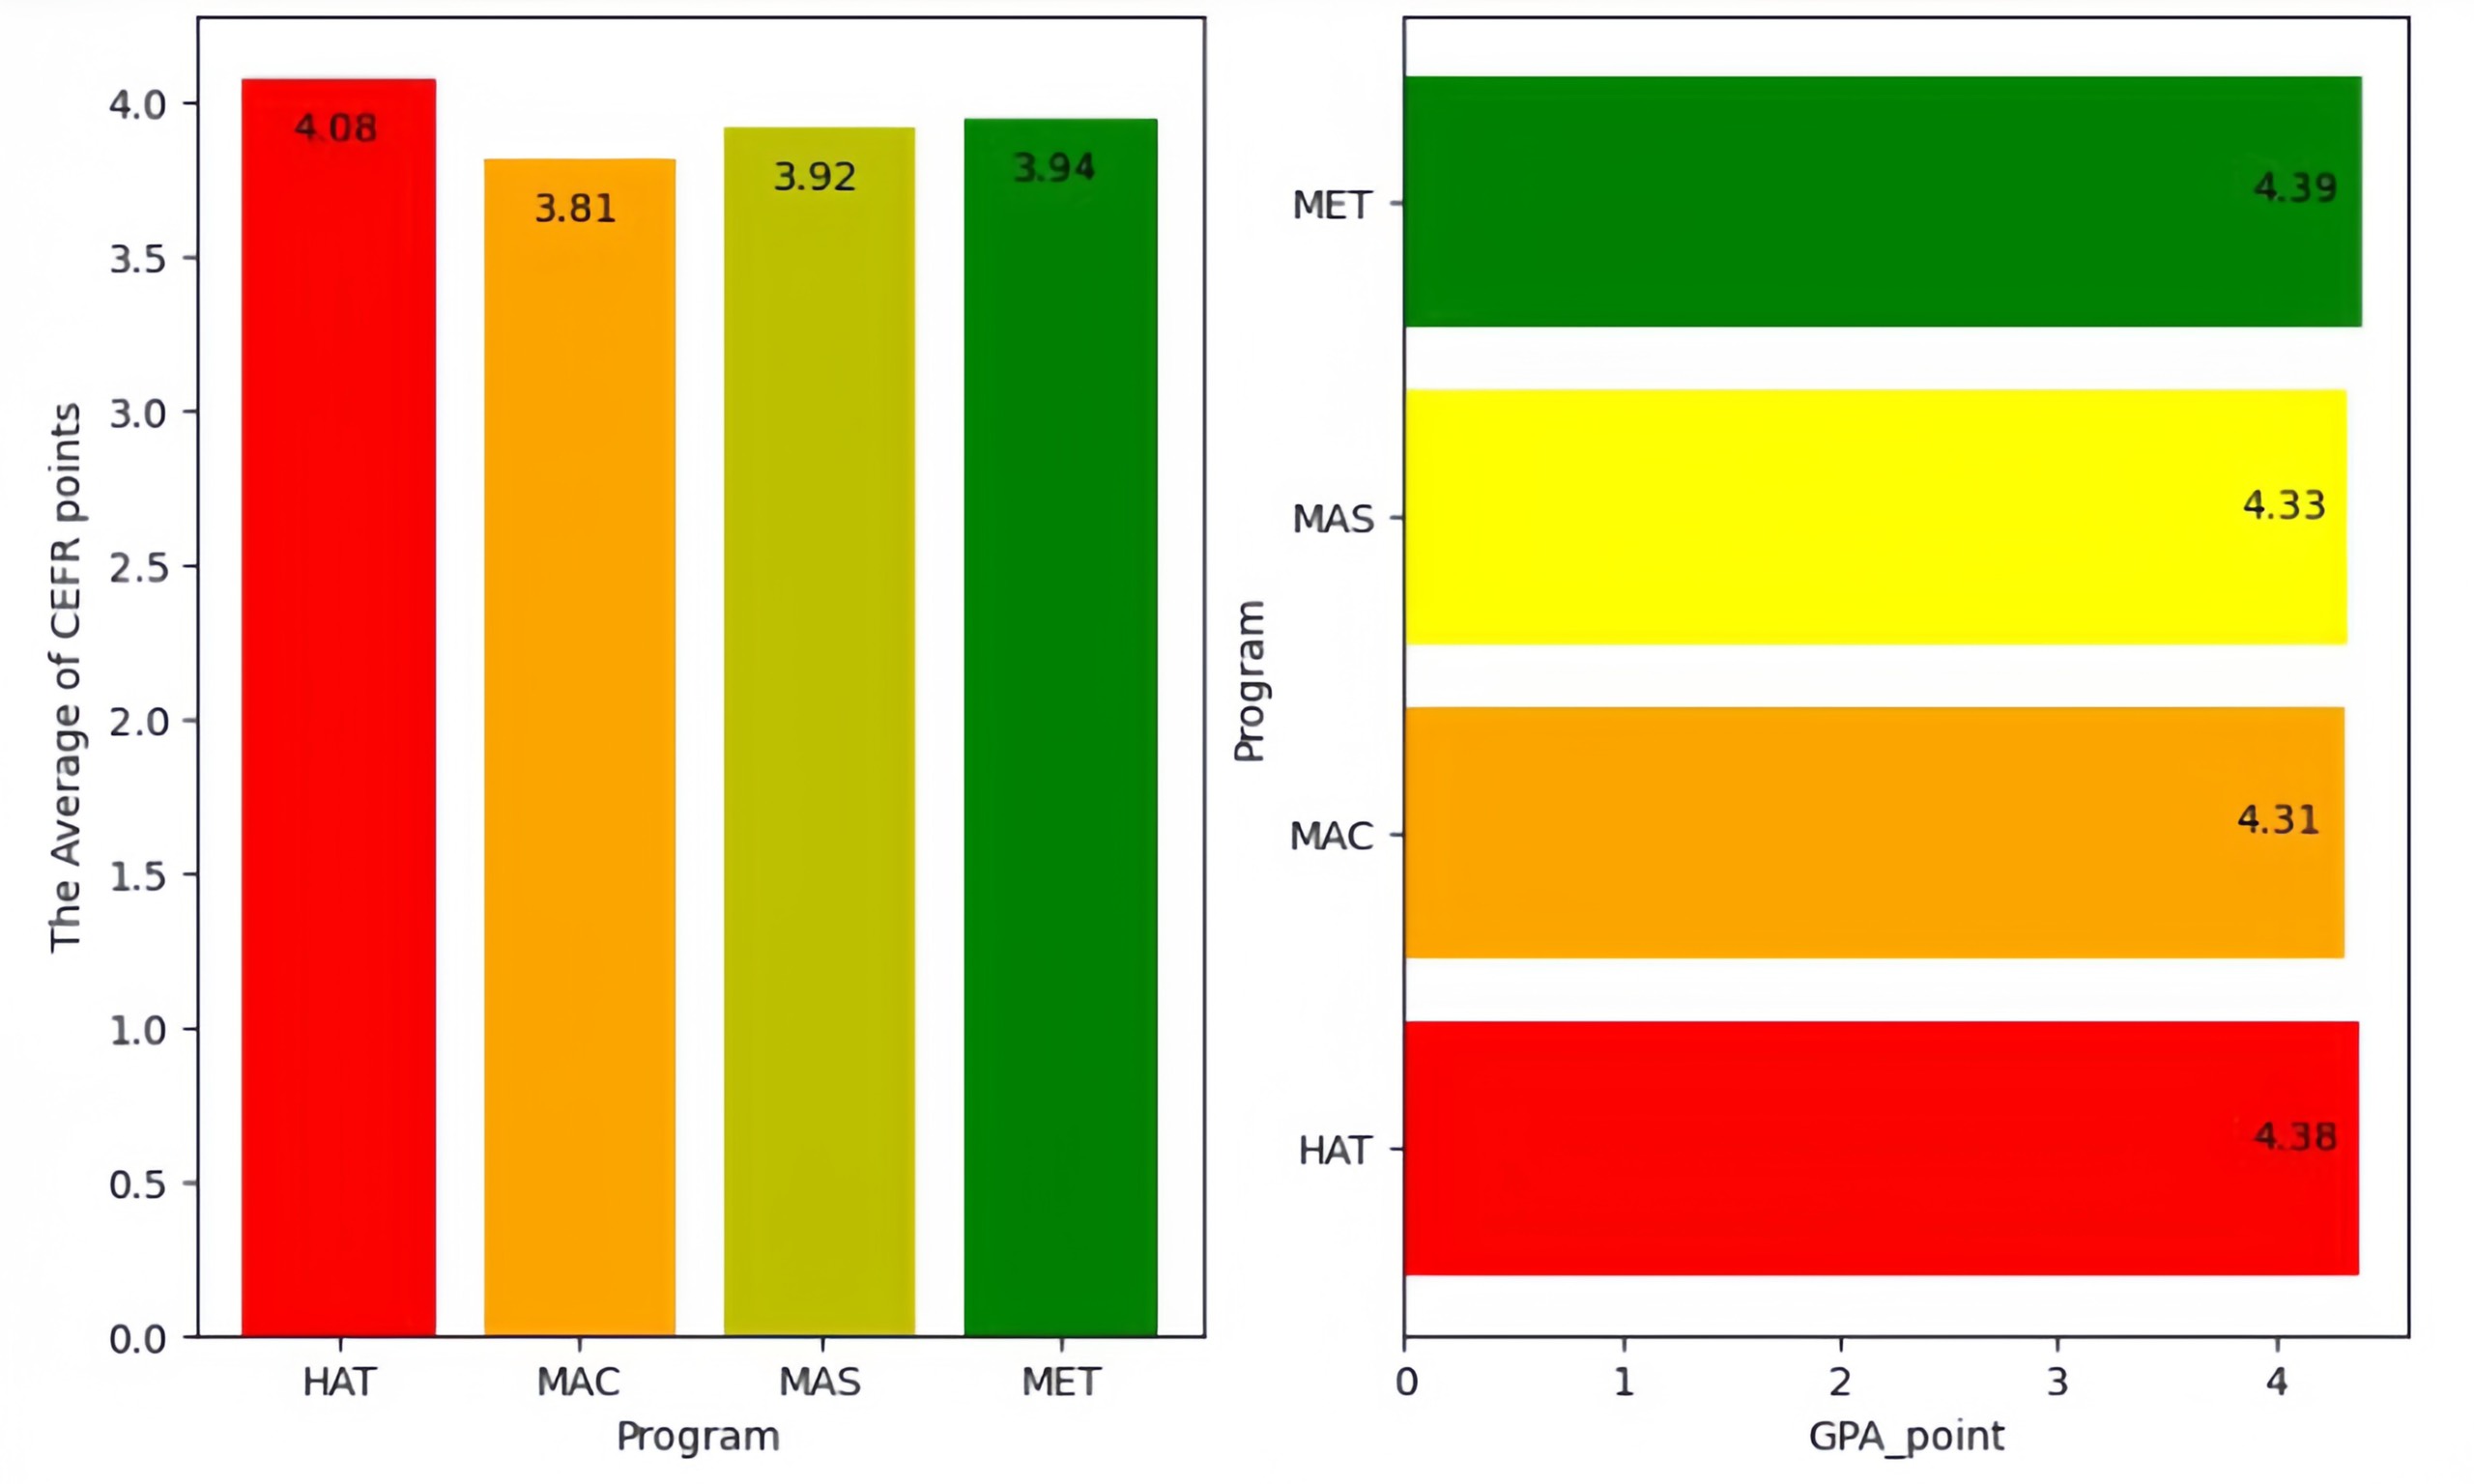 The Average of CEFR points
4.0
3.5
3.0
2.5
2.0
1.5
1.0
0.5
0.0
4.08
3.81
3.92
3.94
HAT MAC MAS MET
Program
Program
MET
MAS
MAC
HAT
4.39
4.33
4.31
4.38
0 1 2 3 4
GPA_point